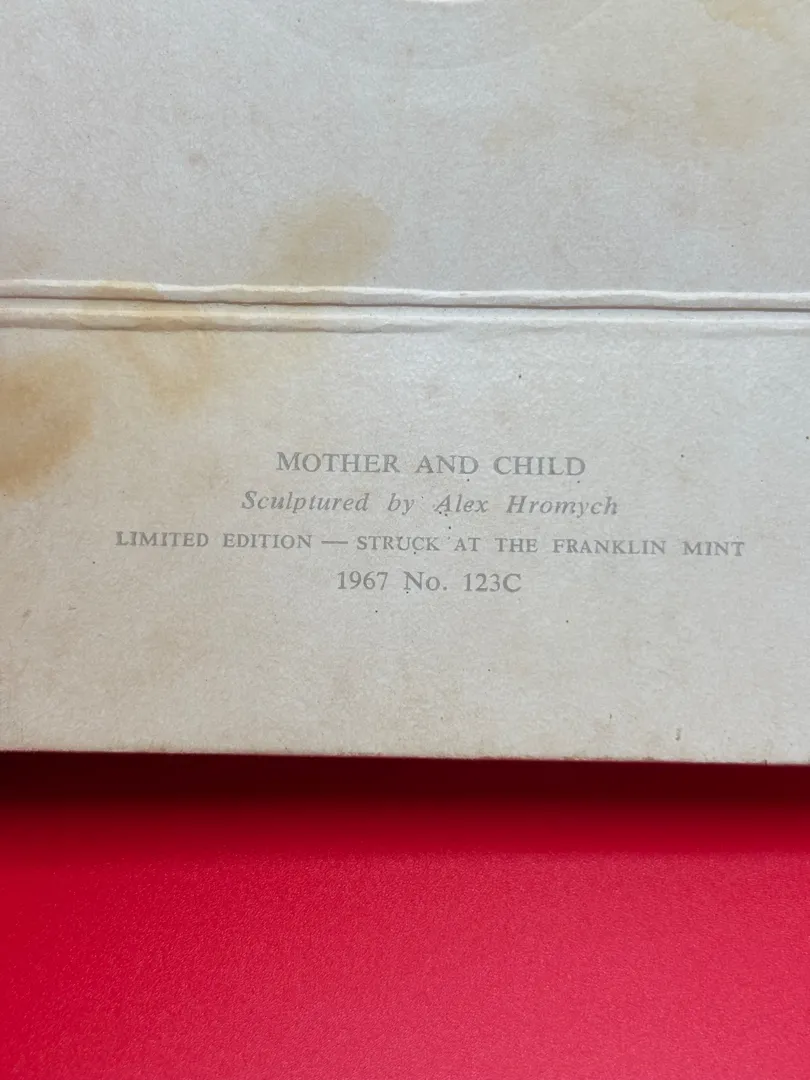 MOTHER AND CHILD
Sculptured by Alex Hromych
LIMITED EDITION — STRUCK AT THE FRANKLIN MINT
1967 No. 123C